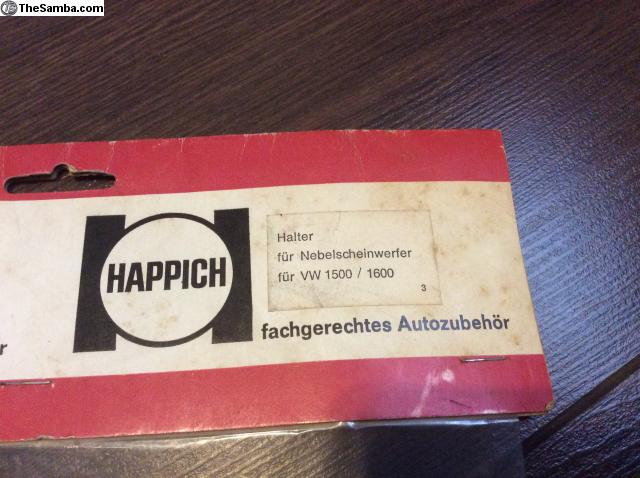 TheSamba.com
HAPPICH
Halter
für Nebelscheinwerfer
für VW 1500 / 1600
3
fachgerechtes Autozubehör
r